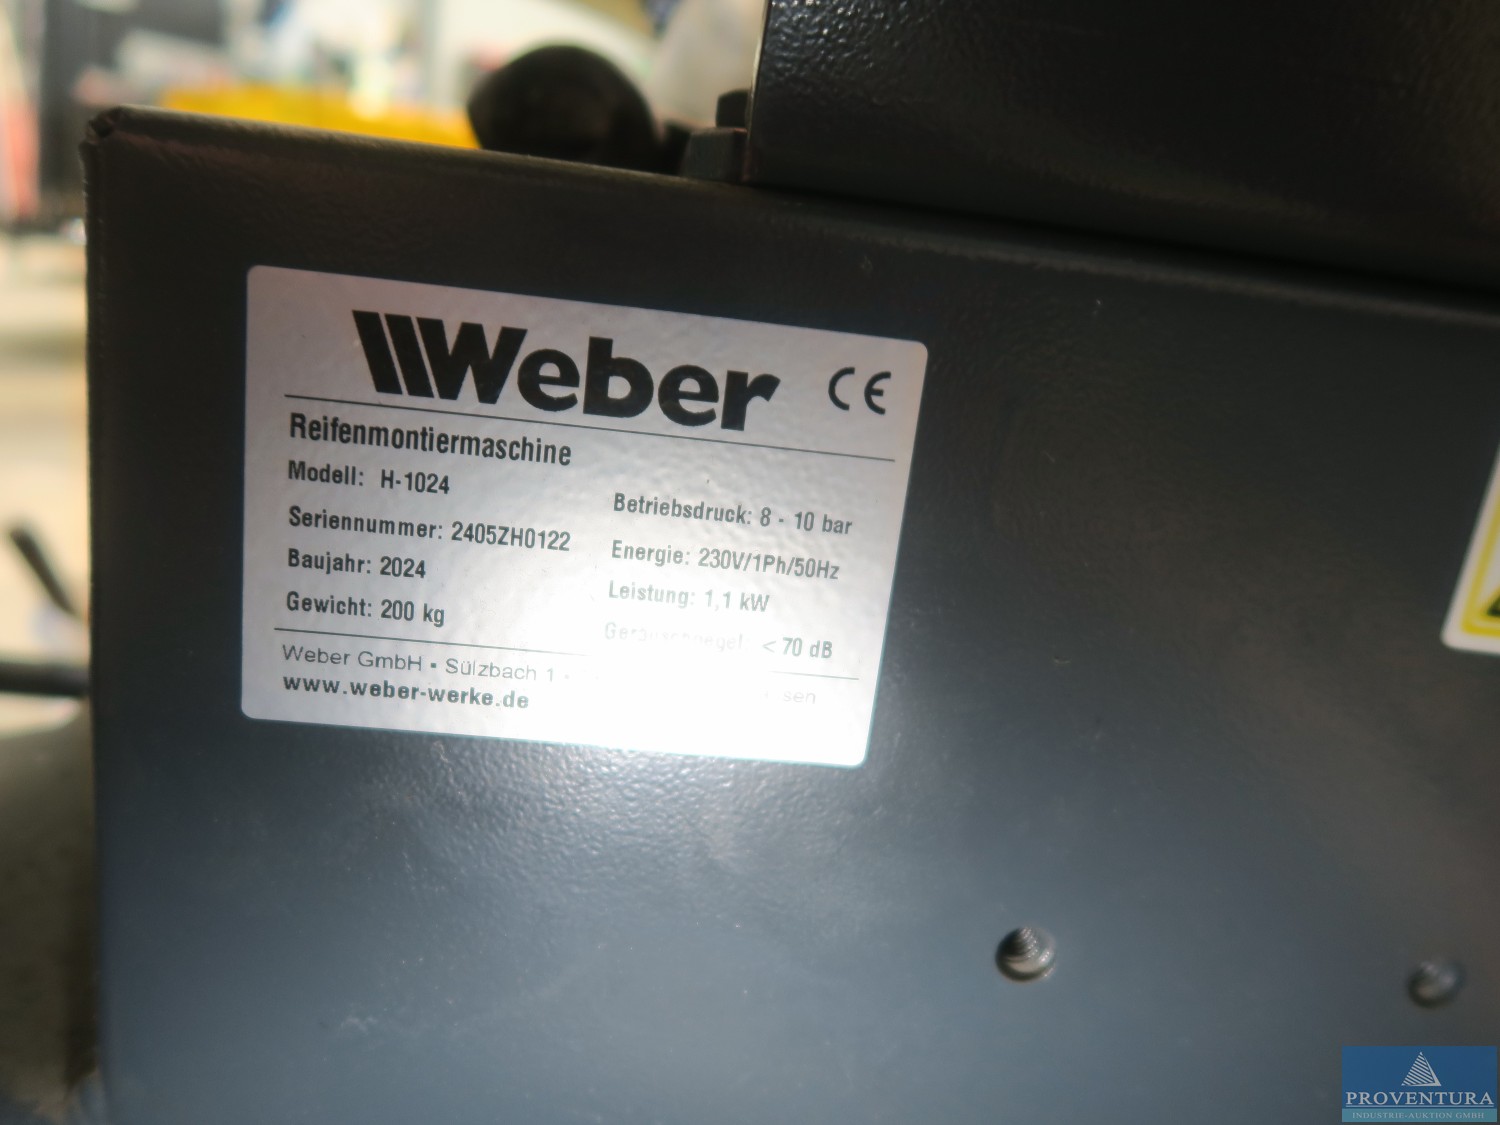 Weber CE
Reifenmontiermaschine
Modell: H-1024
Seriennummer: 2405ZH0122
Baujahr: 2024
Gewicht: 200 kg
Betriebsdruck: 8 - 10 bar
Energie: 230V/1Ph/50Hz
Leistung: 1,1 kW
Geräuschpegel < 70 dB
Weber GmbH ▪ Sülzbach 1 ▪
www.weber-werke.de
PROVENTURA
INDUSTRIE-AUKTION GMBH